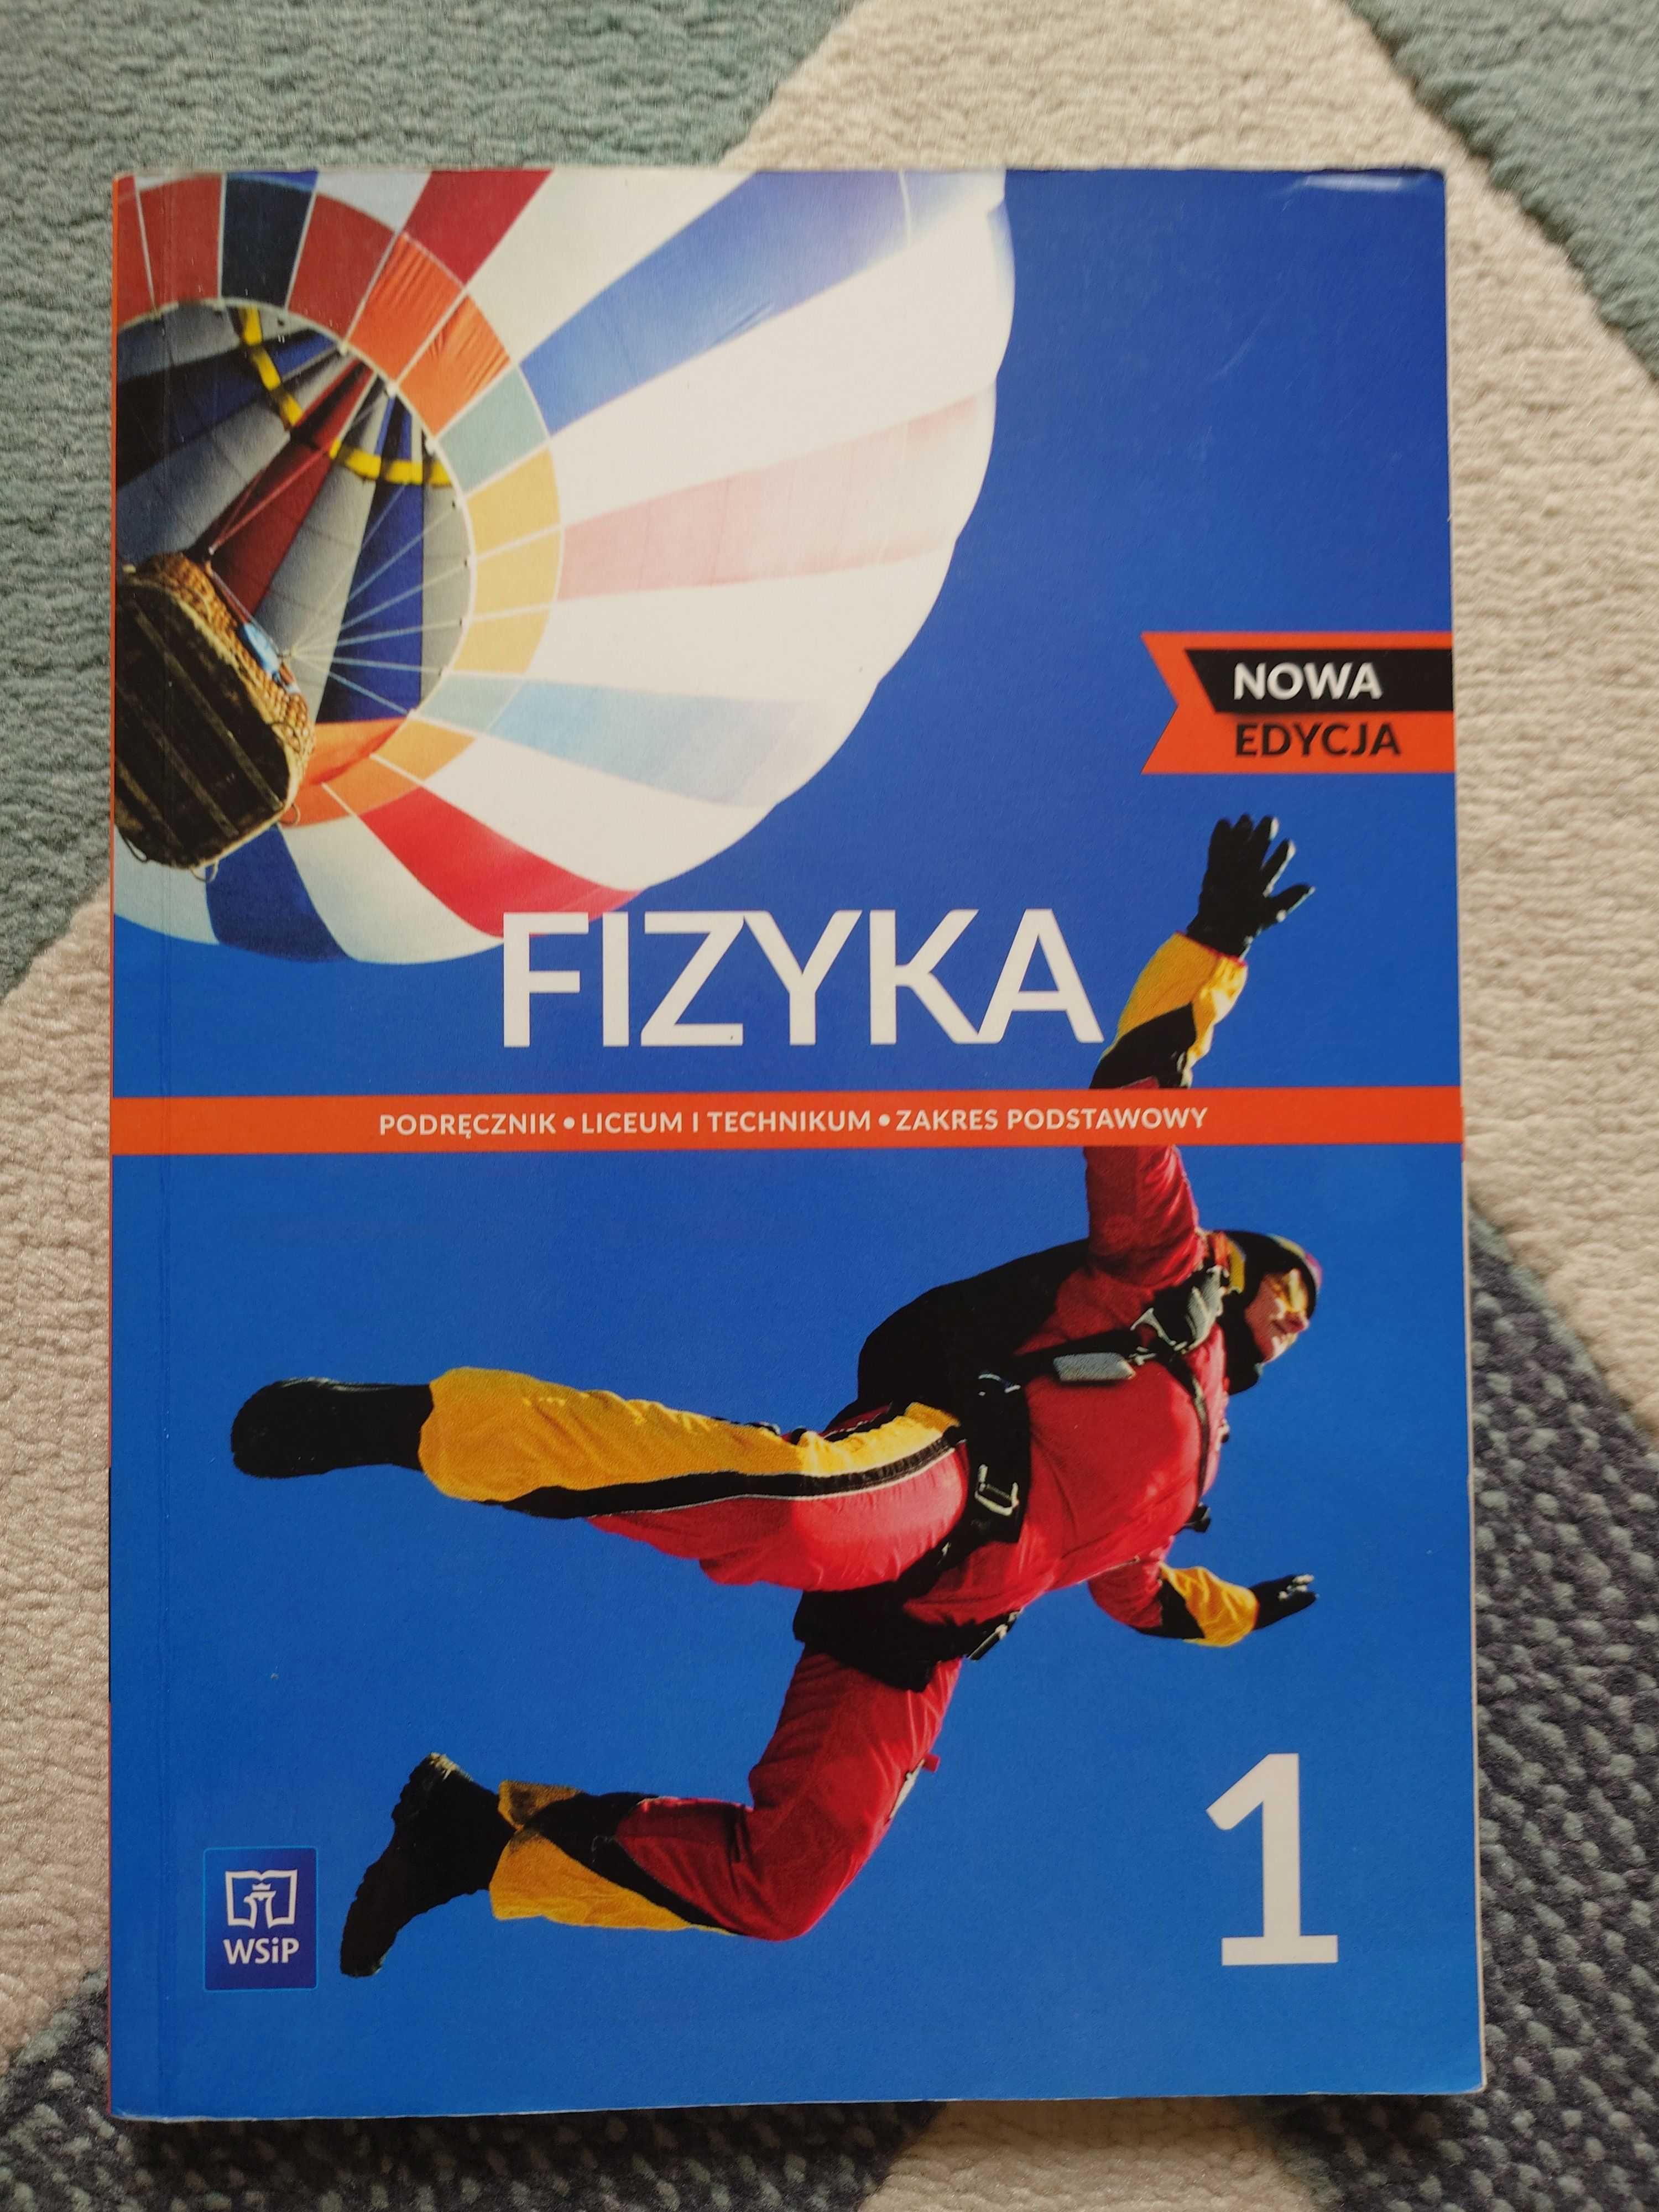 NOWA
EDYCJA
FIZYKA
PODRĘCZNIK • LICEUM I TECHNIKUM • ZAKRES PODSTAWOWY
1
WSiP